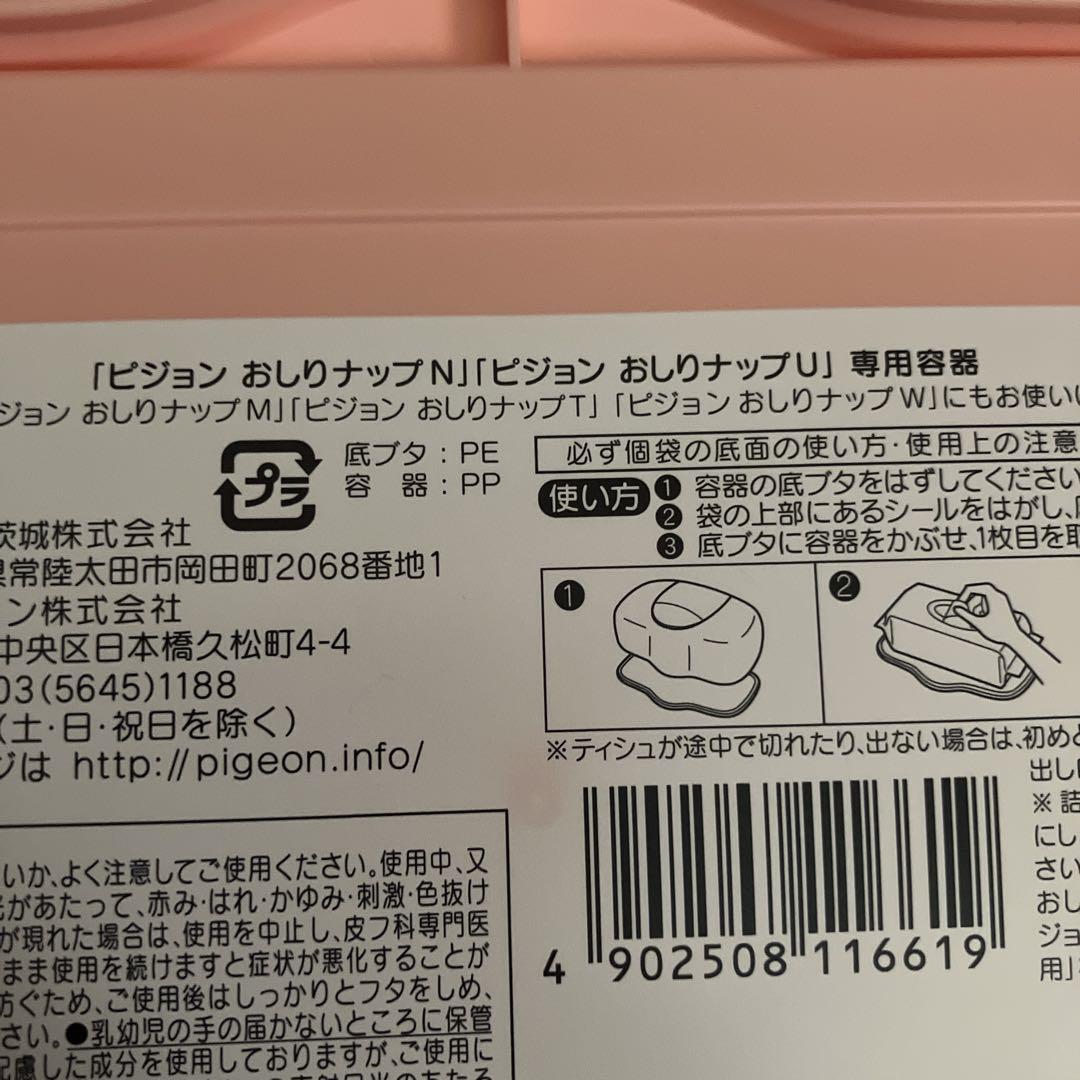 「ピジョン おしりナップN」「ピジョン おしりナップU」 専用容器
ジョン おしりナップM」「ピジョン おしりナップT」 「ピジョン おしりナップW」にもお使い
プラ
底ブタ : PE
容 器 : PP
茨城株式会社
常陸太田市岡田町2068番地1
ン株式会社
中央区日本橋久松町4-4
03(5645)1188
(土・日・祝日を除く)
ジは http://pigeon.info/
必ず個袋の底面の使い方・使用上の注意
使い方
❶ 容器の底ブタをはずしてください
❷ 袋の上部にあるシールをはがし、
❸ 底ブタに容器をかぶせ、1枚目を取
❶
❷
※ティシュが途中で切れたり、出ない場合は、初め
出し
※ 詰
にし
さい
おし
ジョ
用」
4 902508 116619
いか、よく注意してご使用ください。使用中、又
光があたって、赤み・はれ・かゆみ・刺激・色抜け
が現れた場合は、使用を中止し、皮フ科専門医
まま使用を続けますと症状が悪化することが
防ぐため、ご使用後はしっかりとフタをしめ、
さい。●乳幼児の手の届かないところに保管
配慮した成分を使用しておりますが、ご使用に